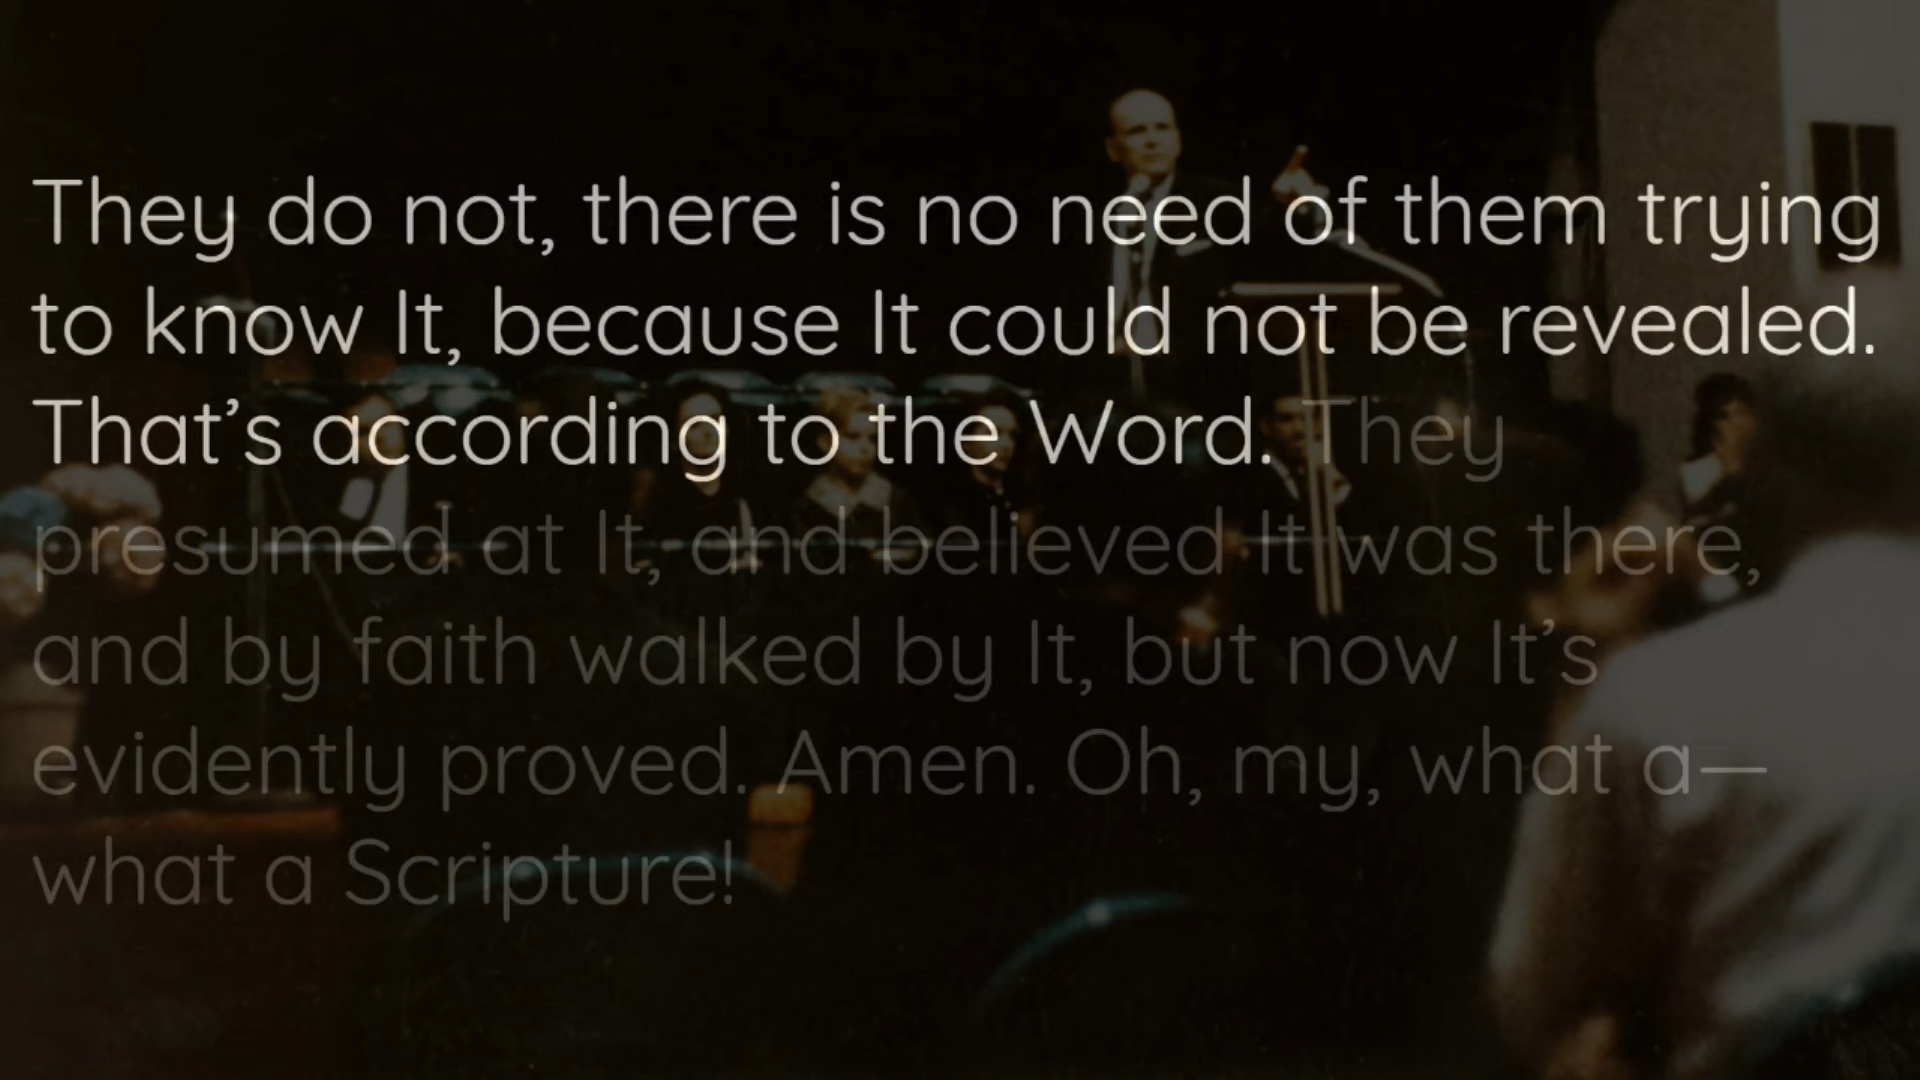 They do not, there is no need of them trying
to know It, because It could not be revealed.
That’s according to the Word. They
presumed at It, and believed It was there,
and by faith walked by It, but now It’s
evidently proved. Amen. Oh, my, what a—
what a Scripture!